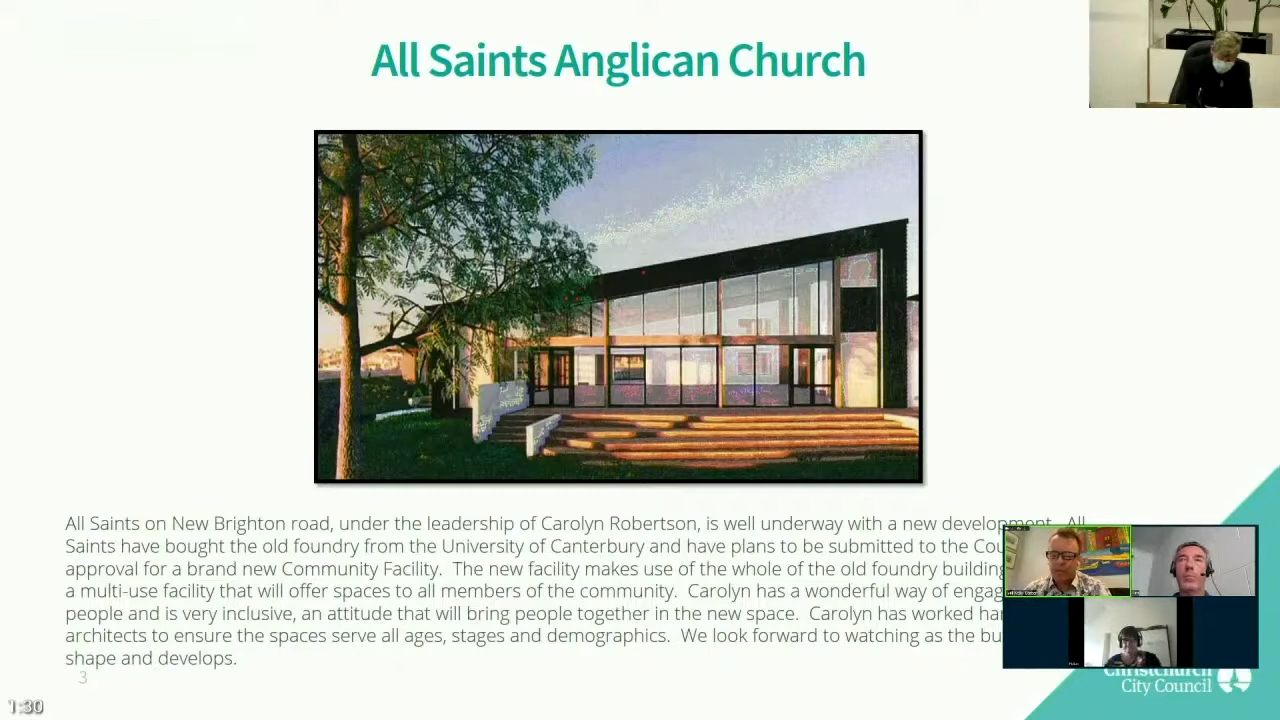 All Saints Anglican Church
All Saints on New Brighton road, under the leadership of Carolyn Robertson, is well underway with a new development. All
Saints have bought the old foundry from the University of Canterbury and have plans to be submitted to the
approval for a brand new Community Facility. The new facility makes use of the whole of the old foundry building
a multi-use facility that will offer spaces to all members of the community. Carolyn has a wonderful way of
people and is very inclusive, an attitude that will bring people together in the new space. Carolyn has worked
architects to ensure the spaces serve all ages, stages and demographics. We look forward to watching as the
shape and develops.
3
Christchurch
City Council
1:30